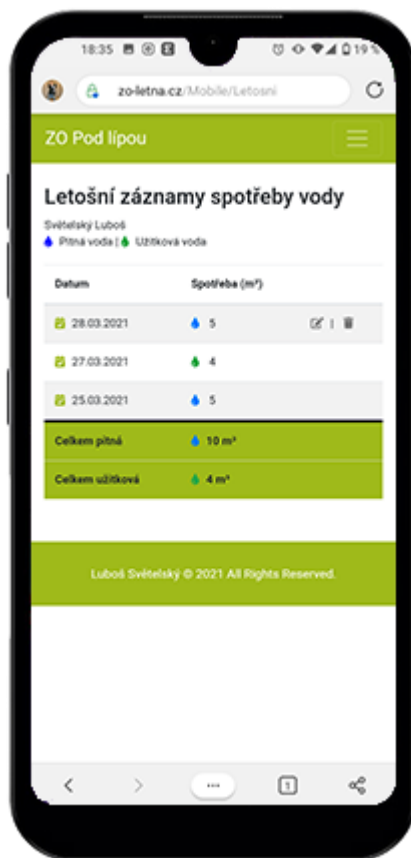 18:35 19 %
zo-letna.cz/Mobile/Letosni
ZO Pod lípou
Letošní záznamy spotřeby vody
Světelský Luboš
Pitná voda | Užitková voda
Datum Spotřeba (m³)
28.03.2021 5 |
27.03.2021 4
25.03.2021 5
Celkem pitná 10 m³
Celkem užitková 4 m³
Luboš Světelský © 2021 All Rights Reserved.
1